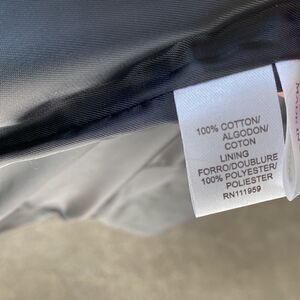 100% COTTON/
ALGODON/
COTON
LINING
FORRO/DOUBLURE
100% POLYESTER/
POLIESTER
RN111959